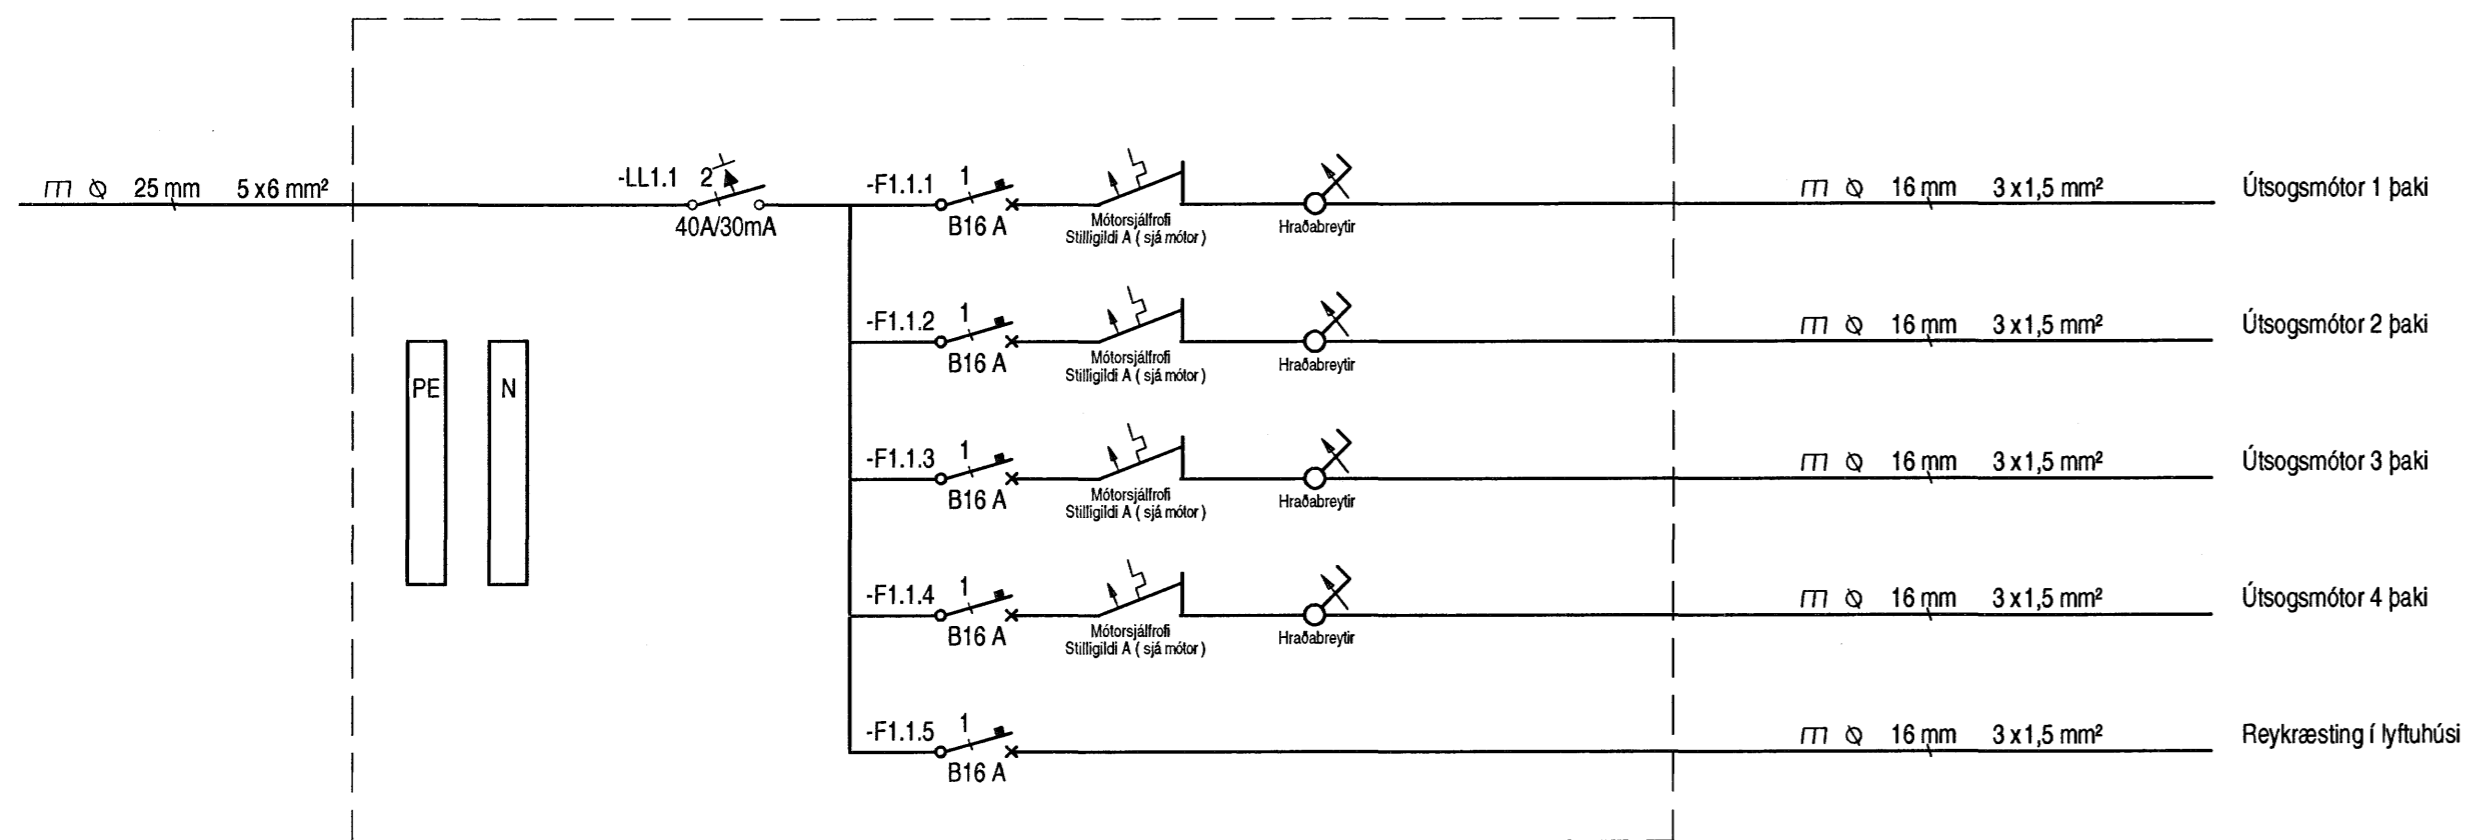 25 mm 5 x 6 mm²
-LL1.1 2
40A/30mA
-F1.1.1 1
B16 A
Mótorsjálfrofi
Stilligildi A ( sjá mótor )
Hraðabreytir
16 mm 3 x 1,5 mm²
Útsogsmótor 1 þaki
-F1.1.2 1
B16 A
Mótorsjálfrofi
Stilligildi A ( sjá mótor )
Hraðabreytir
16 mm 3 x 1,5 mm²
Útsogsmótor 2 þaki
PE N
-F1.1.3 1
B16 A
Mótorsjálfrofi
Stilligildi A ( sjá mótor )
Hraðabreytir
16 mm 3 x 1,5 mm²
Útsogsmótor 3 þaki
-F1.1.4 1
B16 A
Mótorsjálfrofi
Stilligildi A ( sjá mótor )
Hraðabreytir
16 mm 3 x 1,5 mm²
Útsogsmótor 4 þaki
-F1.1.5 1
B16 A
16 mm 3 x 1,5 mm²
Reykræsting í lyftuhúsi